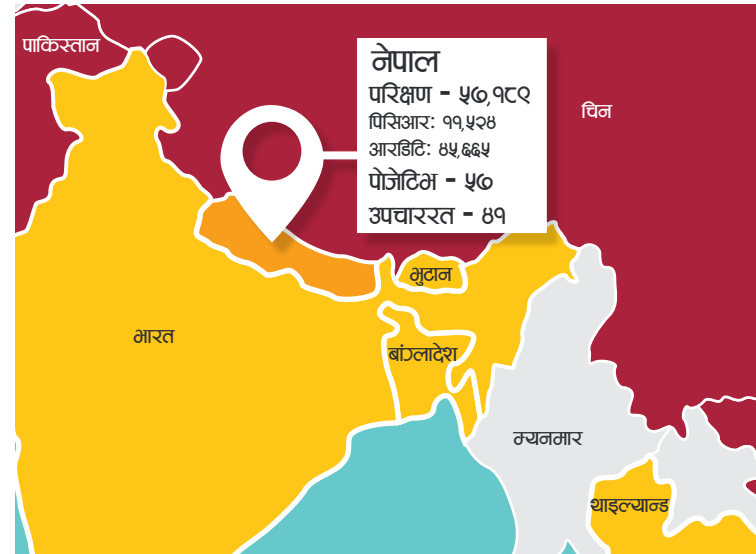 पाकिस्तान
नेपाल
परिक्षण - ५७,१८९
पिसिआर: ११,५२४
आरडिटि: ४५,६६५
पोजेटिभ - ५७
उपचाररत - ४१
चिन
भुटान
भारत
बांग्लादेश
म्यनमार
थाइल्यान्ड